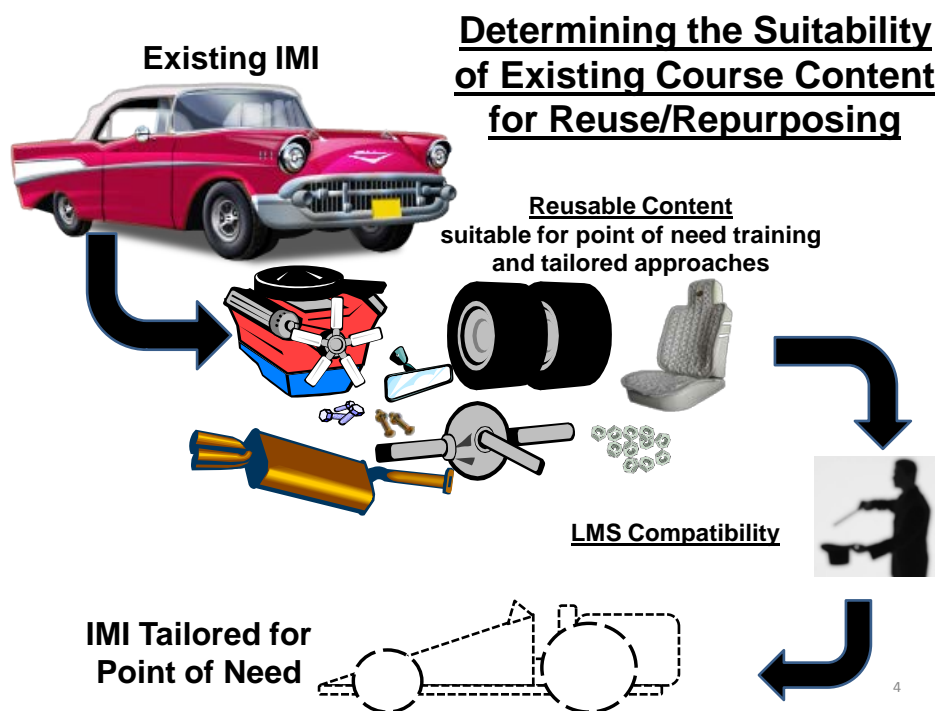 Determining the Suitability
of Existing Course Content
for Reuse/Repurposing
Existing IMI
Reusable Content
suitable for point of need training
and tailored approaches
LMS Compatibility
IMI Tailored for
Point of Need
4